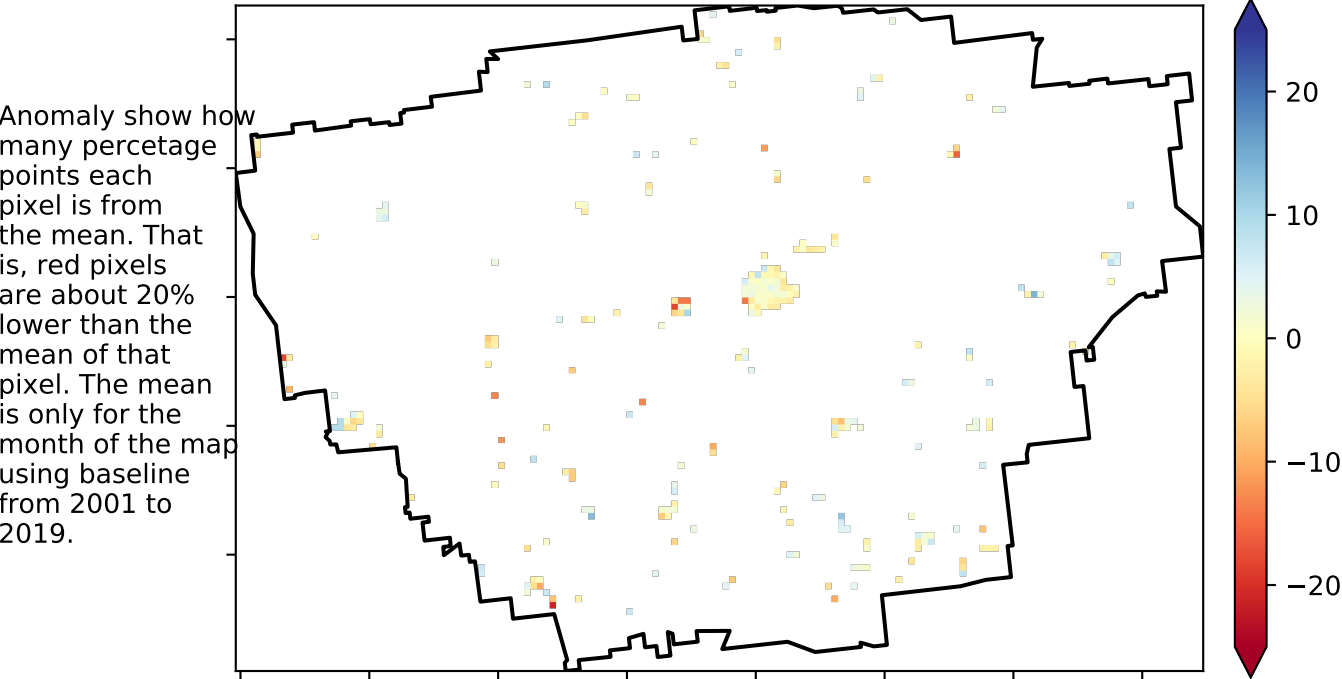 Anomaly show how
many percetage
points each
pixel is from
the mean. That
is, red pixels
are about 20%
lower than the
mean of that
pixel. The mean
is only for the
month of the map
using baseline
from 2001 to
2019.
20
10
0
−10
−20